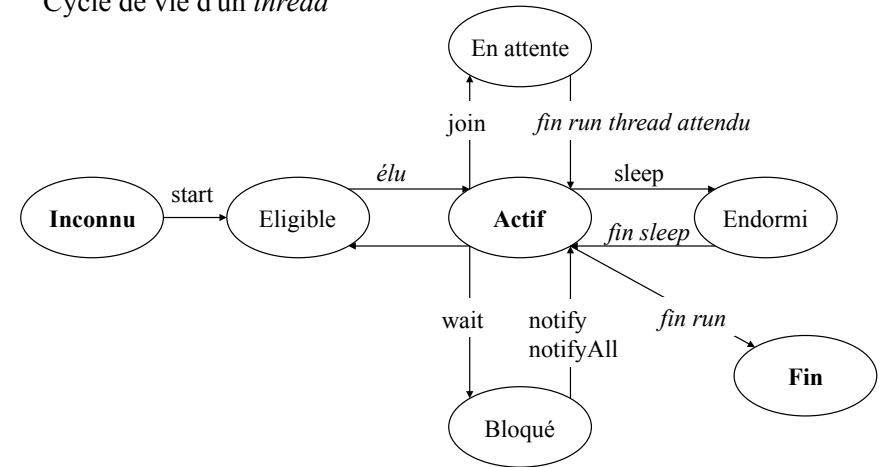 Cycle de vie d'un thread
En attente
join
fin run thread attendu
élu
sleep
start
Inconnu
Eligible
Actif
Endormi
fin sleep
wait
notify
notifyAll
fin run
Fin
Bloqué